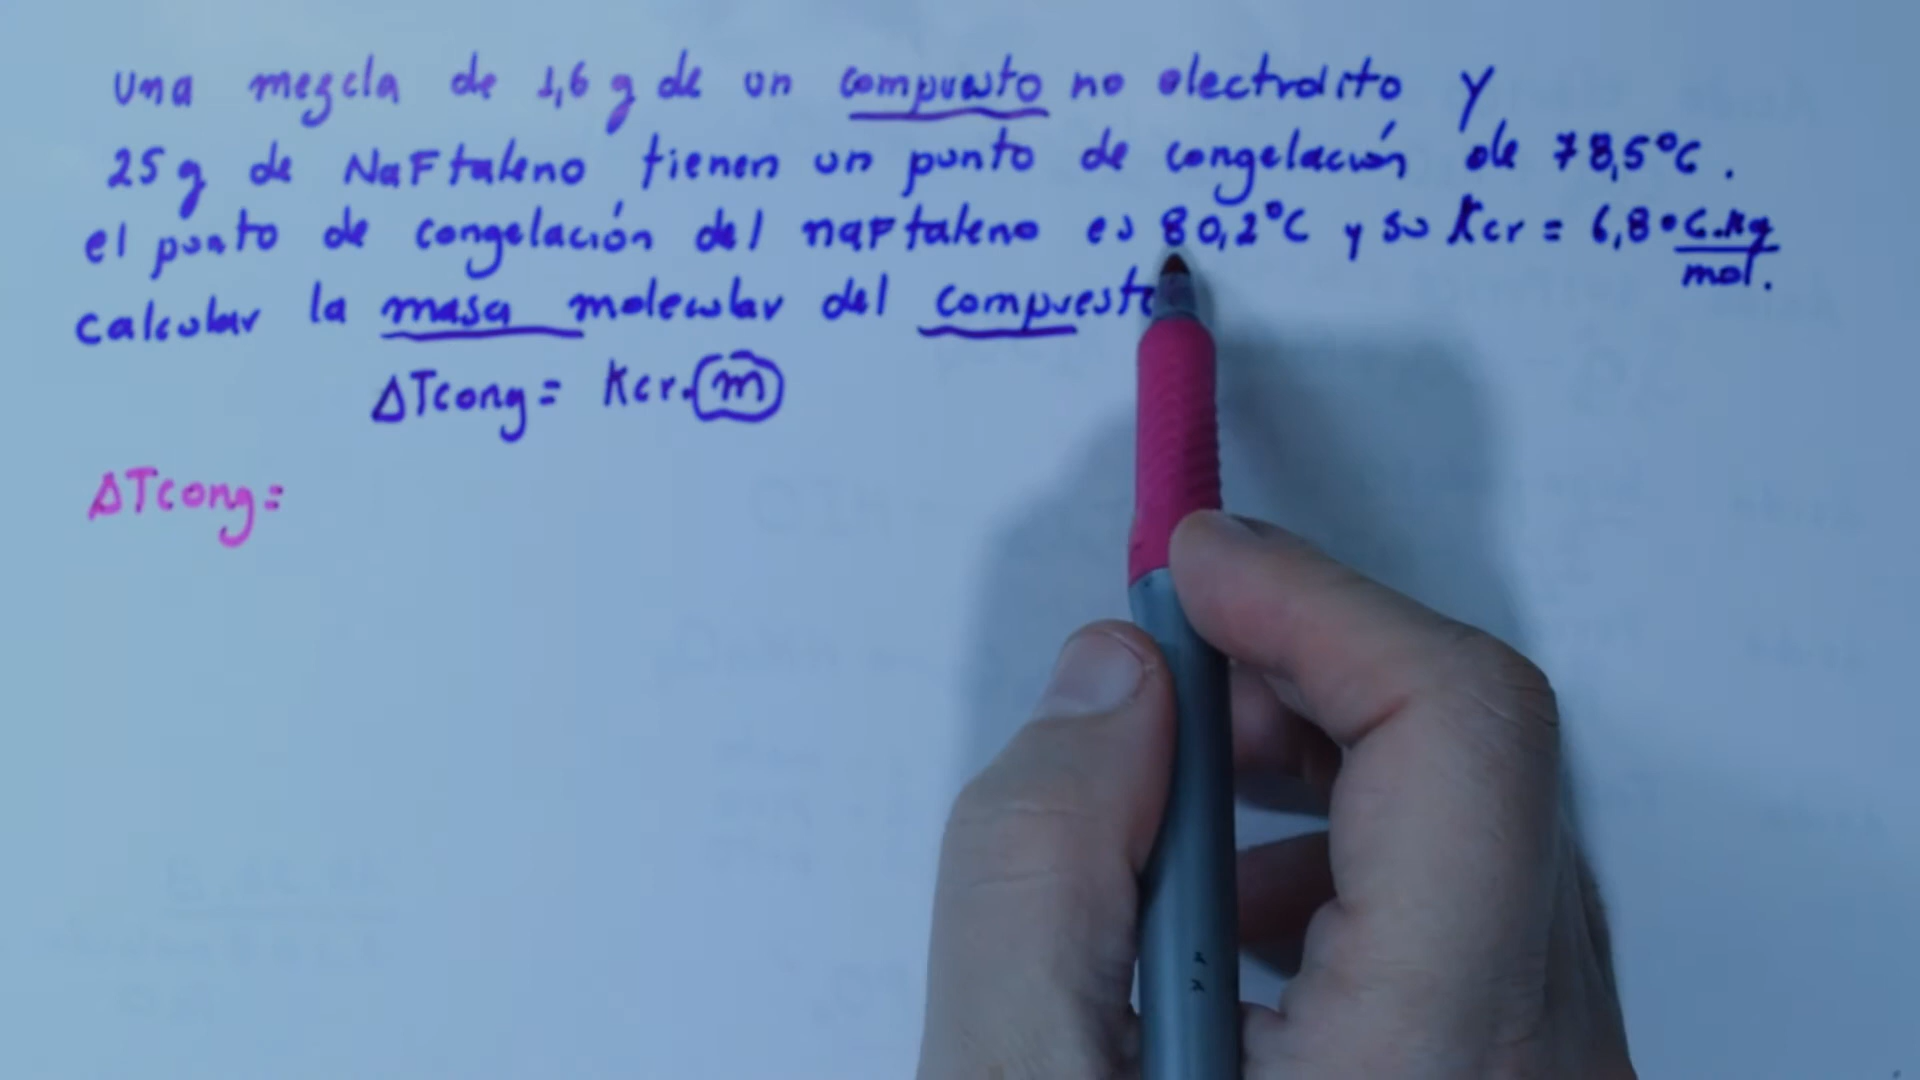 Una mezcla de 1,6 g de un compuesto no electrolito y
25 g de NaFtaleno tienen un punto de congelación de 78,5°C.
el punto de congelación del naftaleno es 80,2°C y su Kcr = 6,8 °C.Kg/mol.
calcular la masa molecular del compuesto
ΔTcong = Kcr.m
ΔTcong =